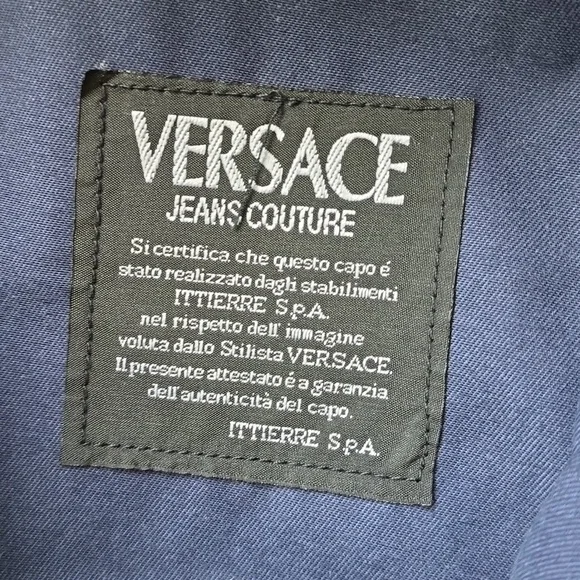 VERSACE
JEANS COUTURE
Si certifica che questo capo é
stato realizzato dagli stabilimenti
ITTIERRE S.p.A.
nel rispetto dell' immagine
voluta dallo Stilista VERSACE.
Il presente attestato é a garanzia
dell'autenticità del capo.
ITTIERRE S.p.A.